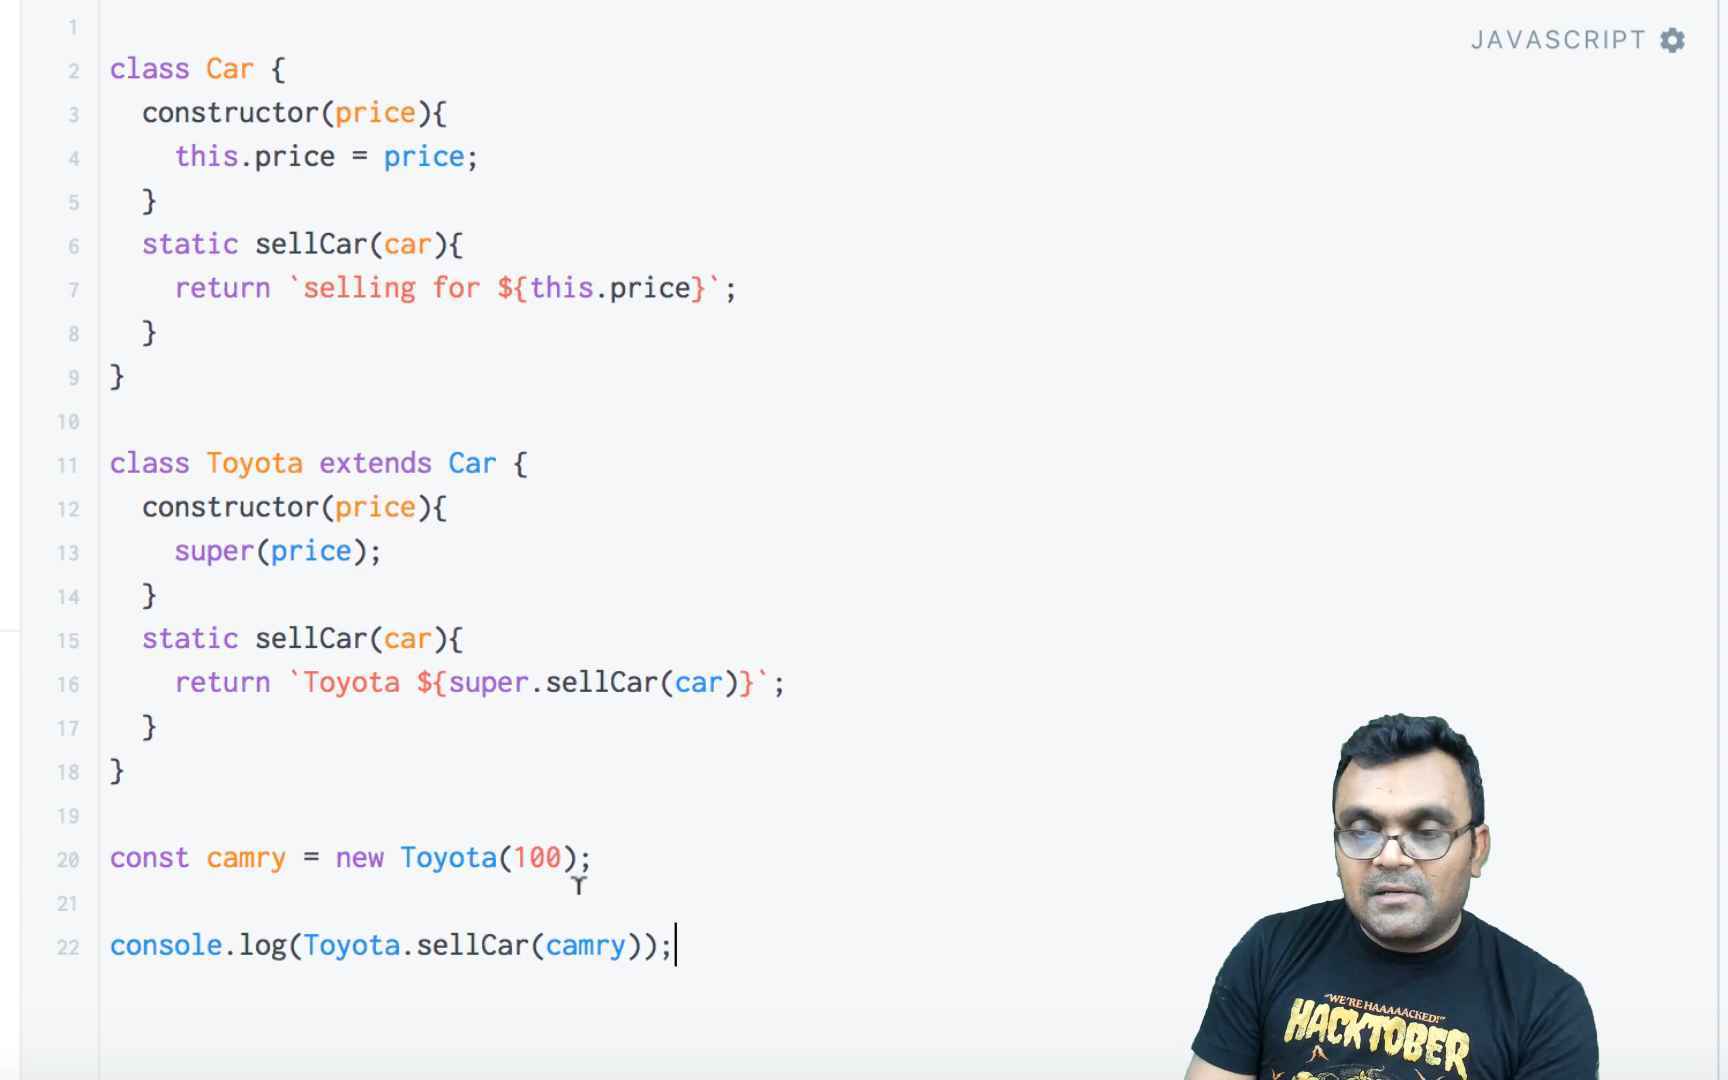 JAVASCRIPT
1
2 class Car {
3 constructor(price){
4 this.price = price;
5 }
6 static sellCar(car){
7 return `selling for ${this.price}`;
8 }
9 }
10
11 class Toyota extends Car {
12 constructor(price){
13 super(price);
14 }
15 static sellCar(car){
16 return `Toyota ${super.sellCar(car)}`;
17 }
18 }
19
20 const camry = new Toyota(100);
21
22 console.log(Toyota.sellCar(camry));
"WE'RE HAAAAACKED!"
HACKTOBER